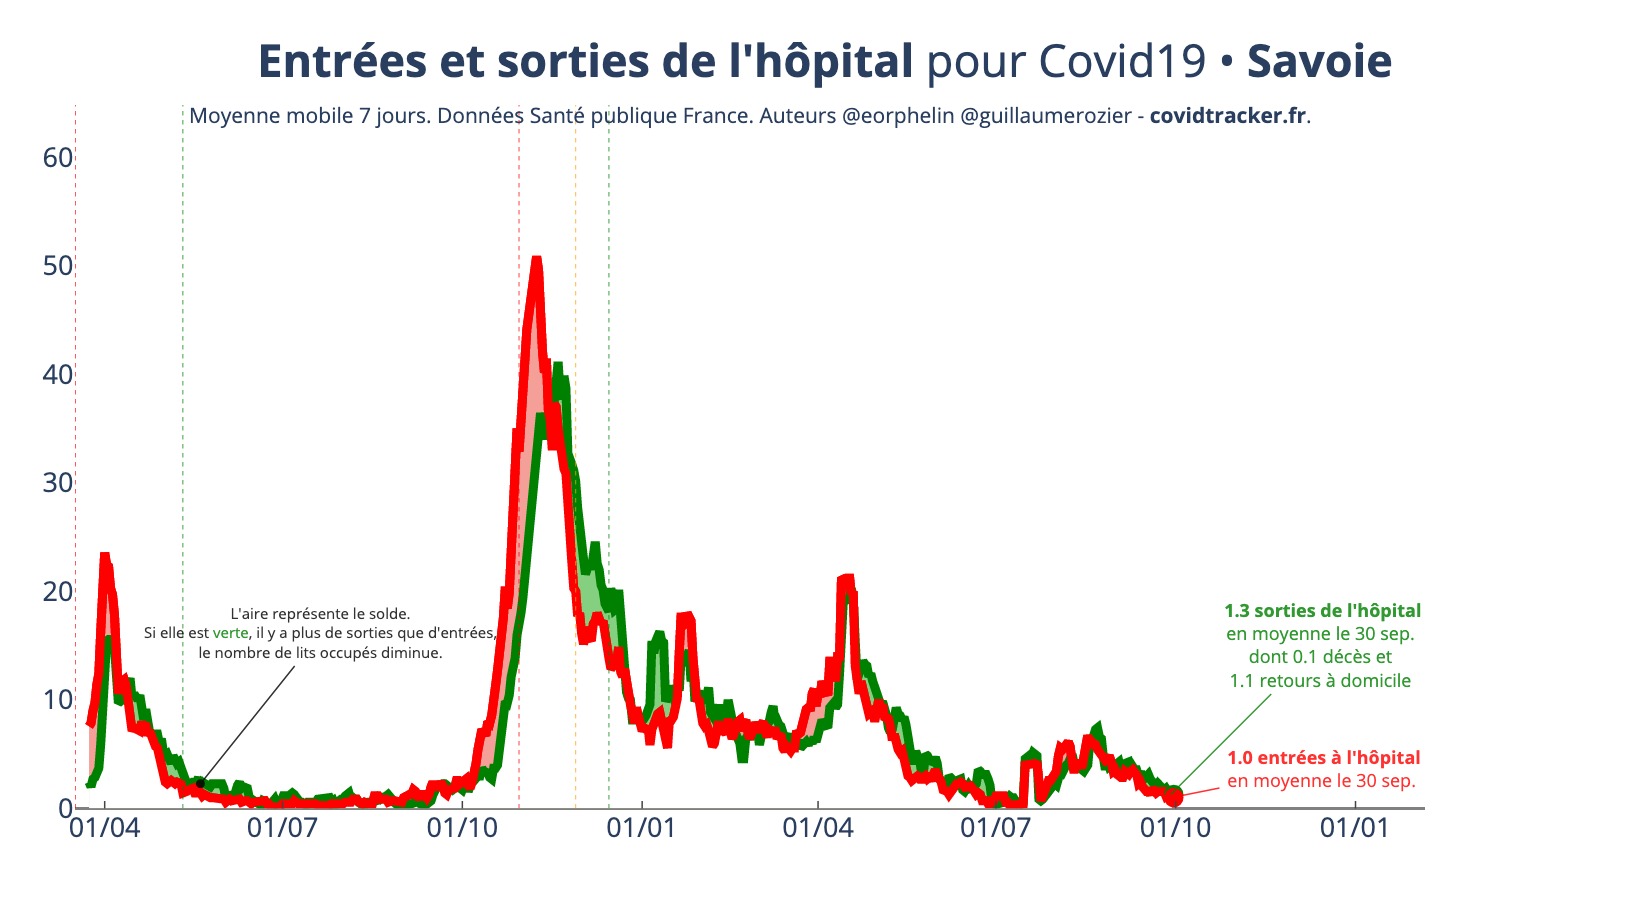 Entrées et sorties de l'hôpital pour Covid19 • Savoie
Moyenne mobile 7 jours. Données Santé publique France. Auteurs @eorphelin @guillaumerozier - covidtracker.fr.
60
50
40
30
20
10
0
L'aire représente le solde.
Si elle est verte, il y a plus de sorties que d'entrées,
le nombre de lits occupés diminue.
1.3 sorties de l'hôpital
en moyenne le 30 sep.
dont 0.1 décès et
1.1 retours à domicile
1.0 entrées à l'hôpital
en moyenne le 30 sep.
01/04
01/07
01/10
01/01
01/04
01/07
01/10
01/01